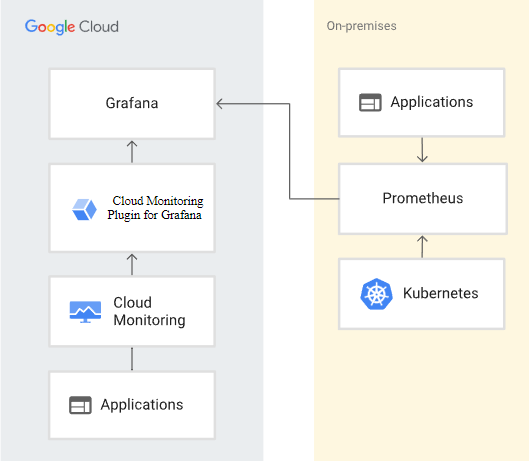 Google Cloud
Grafana
Cloud Monitoring
Plugin for Grafana
Cloud
Monitoring
Applications
On-premises
Applications
Prometheus
Kubernetes